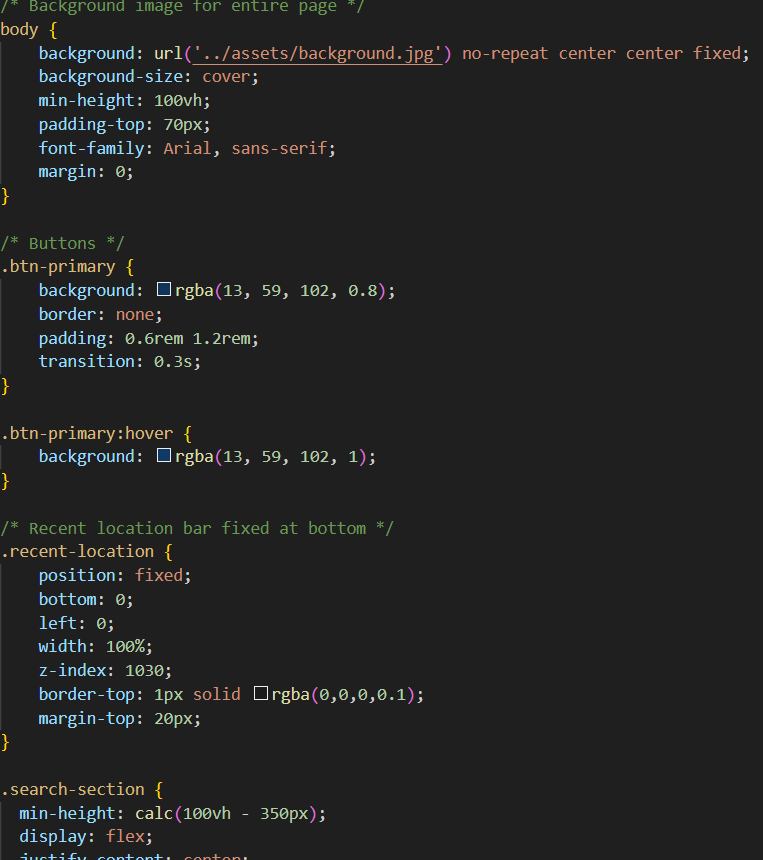 /* Background image for entire page */
body {
    background: url('../assets/background.jpg') no-repeat center center fixed;
    background-size: cover;
    min-height: 100vh;
    padding-top: 70px;
    font-family: Arial, sans-serif;
    margin: 0;
}

/* Buttons */
.btn-primary {
    background: rgba(13, 59, 102, 0.8);
    border: none;
    padding: 0.6rem 1.2rem;
    transition: 0.3s;
}

.btn-primary:hover {
    background: rgba(13, 59, 102, 1);
}

/* Recent location bar fixed at bottom */
.recent-location {
    position: fixed;
    bottom: 0;
    left: 0;
    width: 100%;
    z-index: 1030;
    border-top: 1px solid rgba(0,0,0,0.1);
    margin-top: 20px;
}

.search-section {
  min-height: calc(100vh - 350px);
  display: flex;
  justify-content: center;